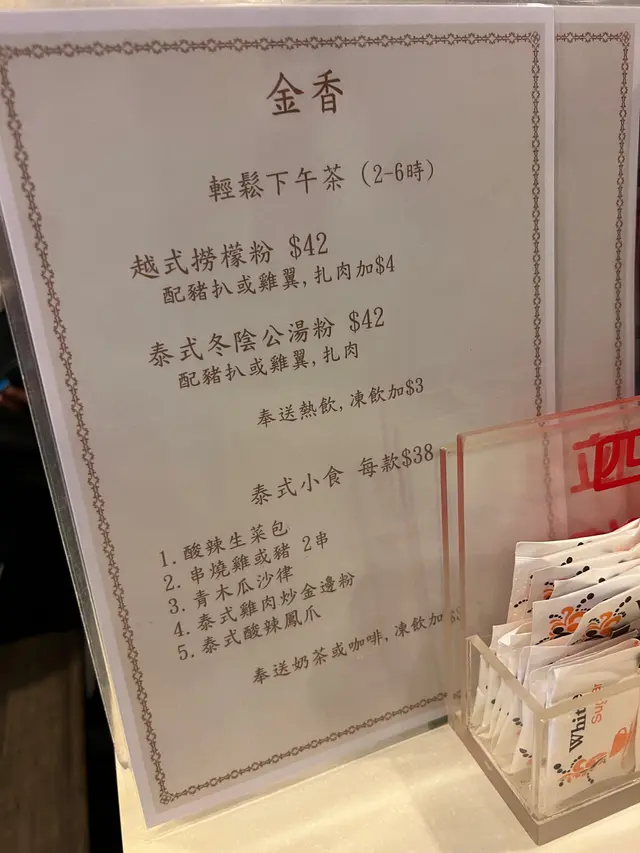 金香
輕鬆下午茶 (2-6時)
越式撈檬粉 $42
配豬扒或雞翼,扎肉加$4
泰式冬陰公湯粉 $42
配豬扒或雞翼,扎肉
奉送熱飲,凍飲加$3
泰式小食 每款$38
1. 酸辣生菜包
2. 串燒雞或豬 2串
3. 青木瓜沙律
4. 泰式雞肉炒金邊粉
5. 泰式酸辣鳳爪
奉送奶茶或咖啡,凍飲加$3
Whit